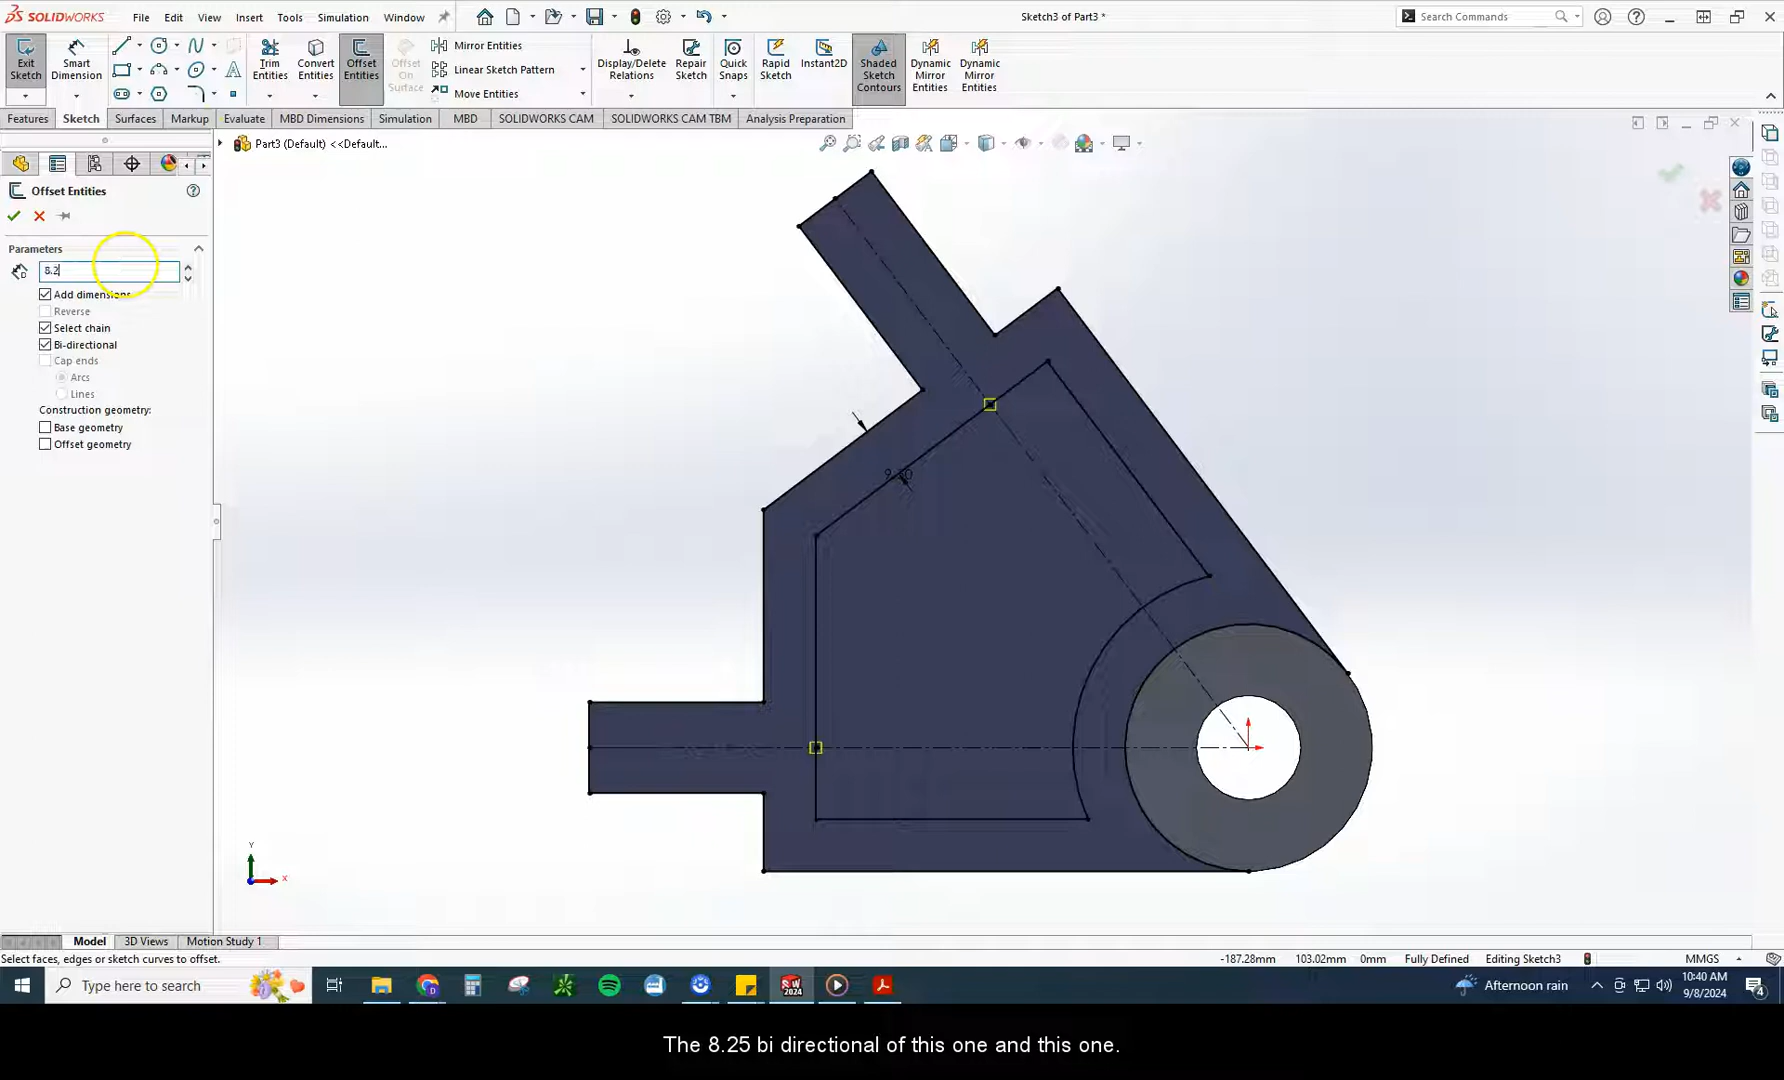 SOLIDWORKS File Edit View Insert Tools Simulation Window Sketch3 of Part3 * Search Commands
Exit Sketch
Smart Dimension
Trim Entities
Convert Entities
Offset Entities
Offset On Surface
Mirror Entities
Linear Sketch Pattern
Move Entities
Display/Delete Relations
Repair Sketch
Quick Snaps
Rapid Sketch
Instant2D
Shaded Sketch Contours
Dynamic Mirror Entities
Dynamic Mirror Entities
Features Sketch Surfaces Markup Evaluate MBD Dimensions Simulation MBD SOLIDWORKS CAM SOLIDWORKS CAM TBM Analysis Preparation
Part3 (Default) <<Default...
Offset Entities
Parameters
8.2
Add dimensions
Reverse
Select chain
Bi-directional
Cap ends
Arcs
Lines
Construction geometry:
Base geometry
Offset geometry
Y
X
Model 3D Views Motion Study 1
Select faces, edges or sketch curves to offset. -187.28mm 103.02mm 0mm Fully Defined Editing Sketch3 MMGS
Type here to search
SW 2024
Afternoon rain
10:40 AM
9/8/2024
4
The 8.25 bi directional of this one and this one.